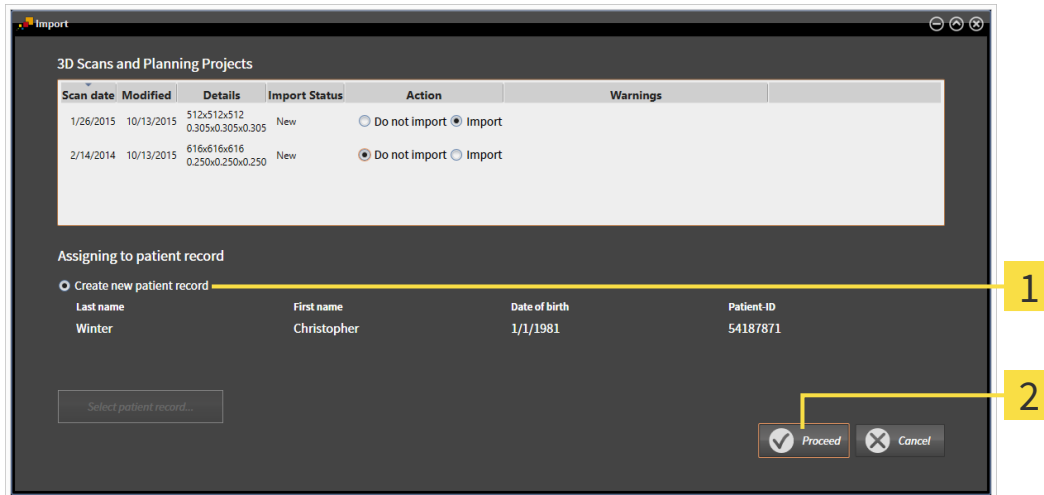 Import
3D Scans and Planning Projects
Scan date Modified Details Import Status Action Warnings
1/26/2015 10/13/2015 512x512x512 0.305x0.305x0.305 New Do not import Import
2/14/2014 10/13/2015 616x616x616 0.250x0.250x0.250 New Do not import Import
Assigning to patient record
Create new patient record
1
Last name First name Date of birth Patient-ID
Winter Christopher 1/1/1981 54187871
Select patient record...
2
Proceed Cancel